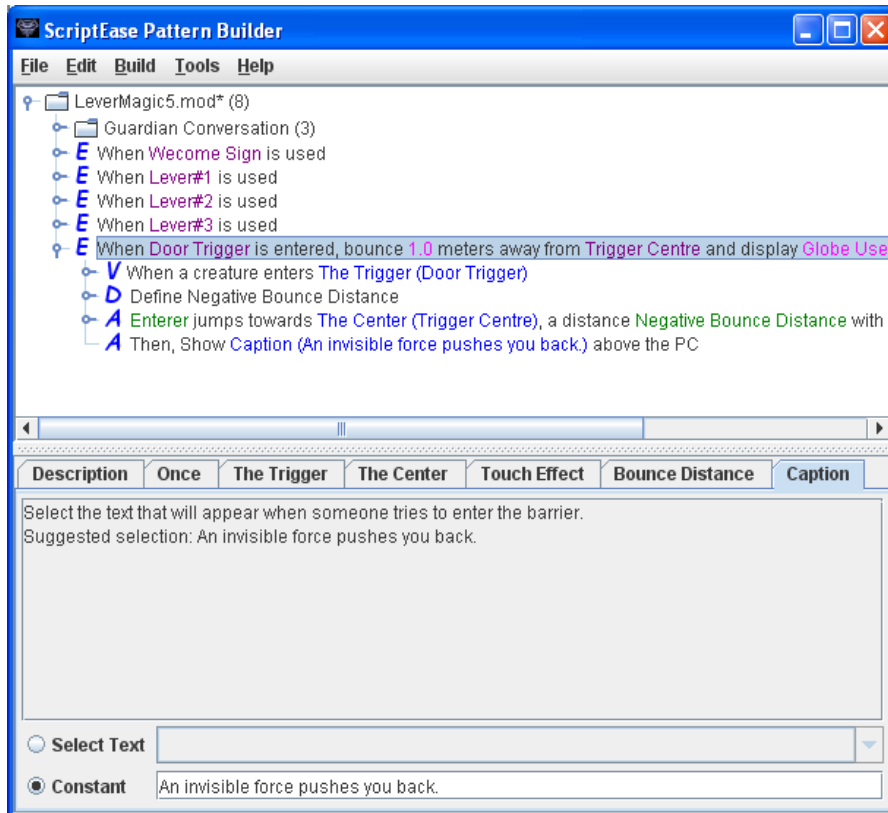 ScriptEase Pattern Builder
File Edit Build Tools Help
LeverMagic5.mod* (8)
Guardian Conversation (3)
E When Wecome Sign is used
E When Lever#1 is used
E When Lever#2 is used
E When Lever#3 is used
E When Door Trigger is entered, bounce 1.0 meters away from Trigger Centre and display Globe Use
V When a creature enters The Trigger (Door Trigger)
D Define Negative Bounce Distance
A Enterer jumps towards The Center (Trigger Centre), a distance Negative Bounce Distance with
A Then, Show Caption (An invisible force pushes you back.) above the PC
Description Once The Trigger The Center Touch Effect Bounce Distance Caption
Select the text that will appear when someone tries to enter the barrier.
Suggested selection: An invisible force pushes you back.
Select Text
Constant An invisible force pushes you back.